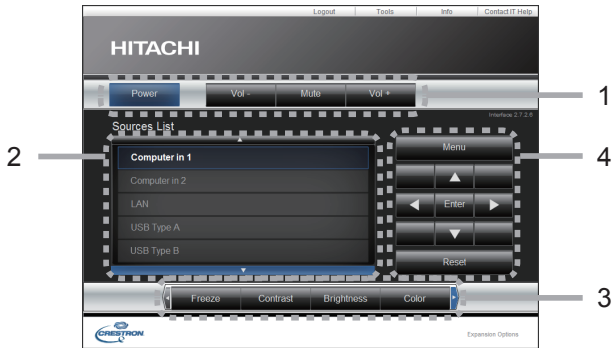 Logout Tools Info Contact IT Help
HITACHI
Power Vol - Mute Vol + 1
Interface 2.7.2.6
Sources List
2 Computer in 1 Menu 4
Computer in 2
LAN Enter
USB Type A
USB Type B Reset
Freeze Contrast Brightness Color 3
CRESTRON Expansion Options